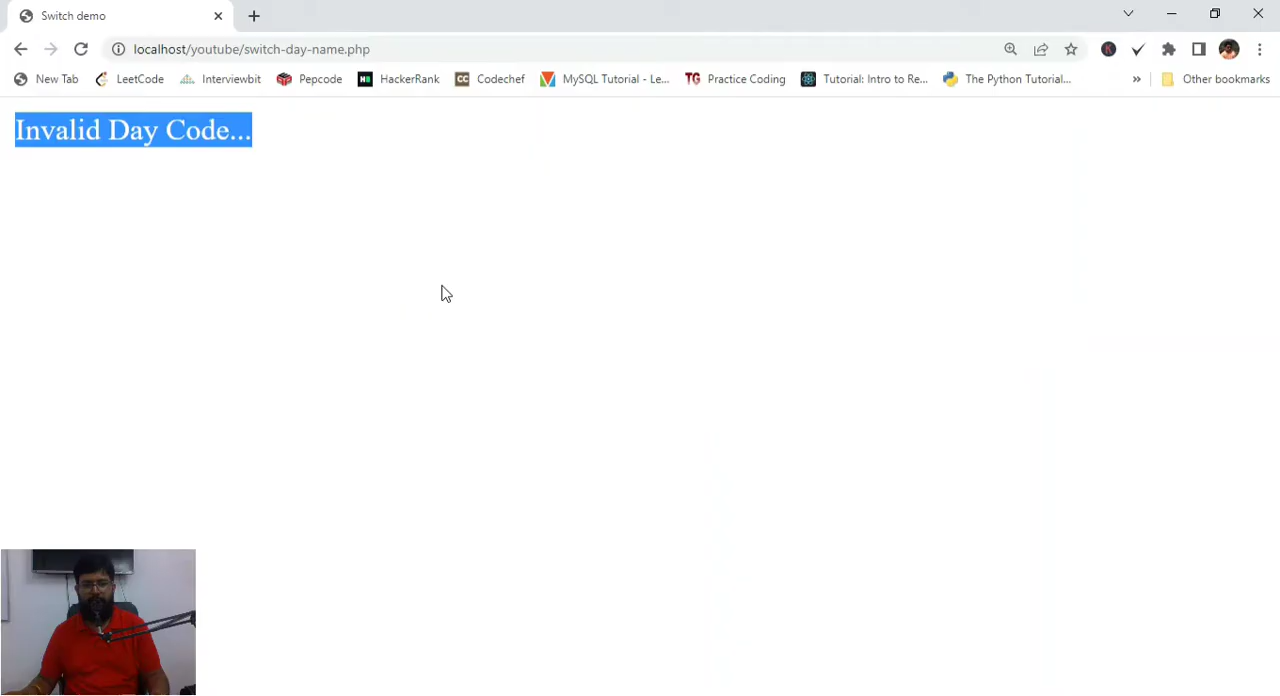 Switch demo
localhost/youtube/switch-day-name.php
New Tab LeetCode Interviewbit Pepcode HackerRank Codechef MySQL Tutorial - Le... Practice Coding Tutorial: Intro to Re... The Python Tutorial... » Other bookmarks
Invalid Day Code...